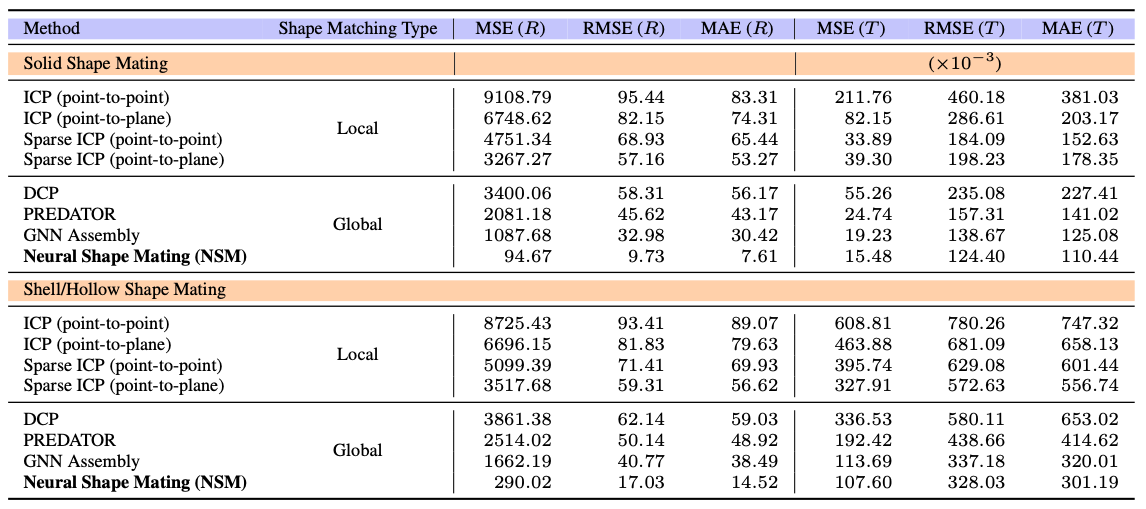 Method Shape Matching Type MSE (R) RMSE (R) MAE (R) MSE (T) RMSE (T) MAE (T)
Solid Shape Mating (×10⁻³)
ICP (point-to-point) 9108.79 95.44 83.31 211.76 460.18 381.03
ICP (point-to-plane) 6748.62 82.15 74.31 82.15 286.61 203.17
Local
Sparse ICP (point-to-point) 4751.34 68.93 65.44 33.89 184.09 152.63
Sparse ICP (point-to-plane) 3267.27 57.16 53.27 39.30 198.23 178.35
DCP 3400.06 58.31 56.17 55.26 235.08 227.41
PREDATOR 2081.18 45.62 43.17 24.74 157.31 141.02
Global
GNN Assembly 1087.68 32.98 30.42 19.23 138.67 125.08
Neural Shape Mating (NSM) 94.67 9.73 7.61 15.48 124.40 110.44
Shell/Hollow Shape Mating
ICP (point-to-point) 8725.43 93.41 89.07 608.81 780.26 747.32
ICP (point-to-plane) 6696.15 81.83 79.63 463.88 681.09 658.13
Local
Sparse ICP (point-to-point) 5099.39 71.41 69.93 395.74 629.08 601.44
Sparse ICP (point-to-plane) 3517.68 59.31 56.62 327.91 572.63 556.74
DCP 3861.38 62.14 59.03 336.53 580.11 653.02
PREDATOR 2514.02 50.14 48.92 192.42 438.66 414.62
Global
GNN Assembly 1662.19 40.77 38.49 113.69 337.18 320.01
Neural Shape Mating (NSM) 290.02 17.03 14.52 107.60 328.03 301.19